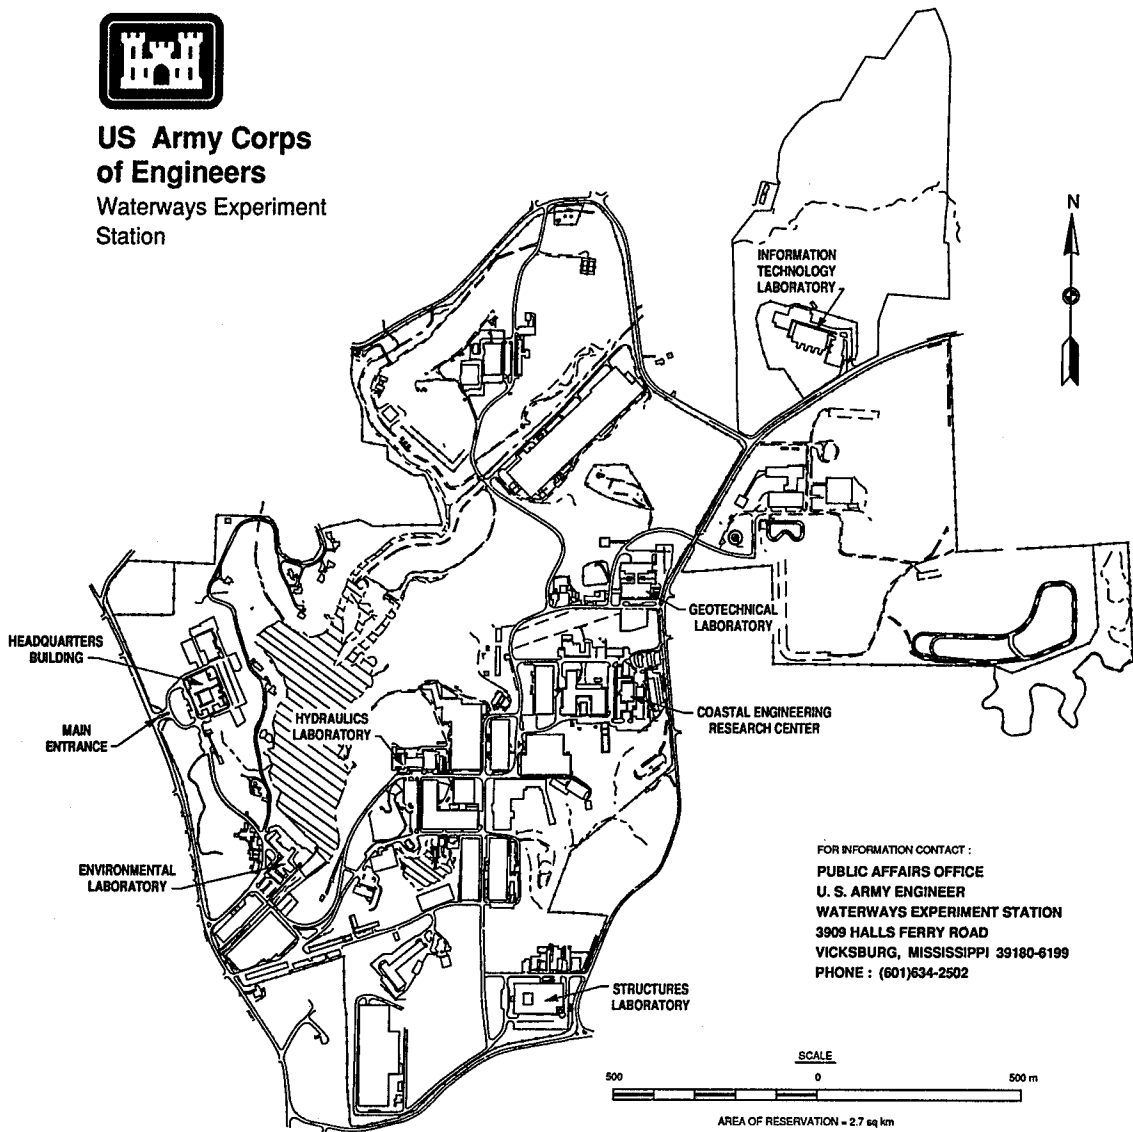 US Army Corps
of Engineers
Waterways Experiment
Station
N
INFORMATION
TECHNOLOGY
LABORATORY
GEOTECHNICAL
LABORATORY
HEADQUARTERS
BUILDING
MAIN
ENTRANCE
HYDRAULICS
LABORATORY
COASTAL ENGINEERING
RESEARCH CENTER
ENVIRONMENTAL
LABORATORY
STRUCTURES
LABORATORY
FOR INFORMATION CONTACT :
PUBLIC AFFAIRS OFFICE
U. S. ARMY ENGINEER
WATERWAYS EXPERIMENT STATION
3909 HALLS FERRY ROAD
VICKSBURG, MISSISSIPPI 39180-6199
PHONE : (601)634-2502
SCALE
500 0 500 m
AREA OF RESERVATION = 2.7 sq km